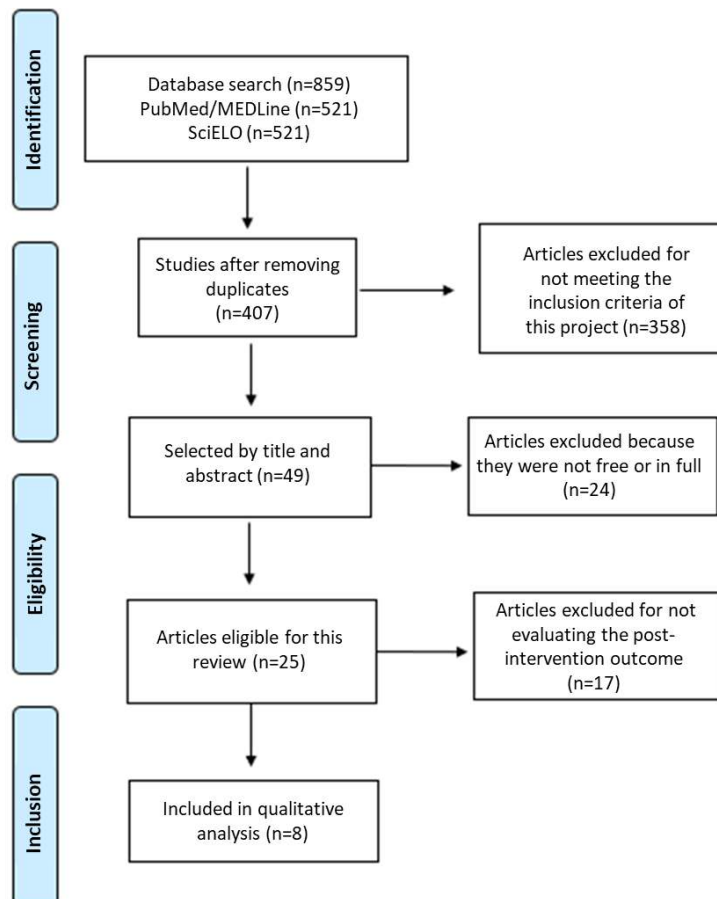 Identification
Database search (n=859)
PubMed/MEDLine (n=521)
SciELO (n=521)
Screening
Studies after removing
duplicates
(n=407)
Articles excluded for
not meeting the
inclusion criteria of
this project (n=358)
Selected by title and
abstract (n=49)
Articles excluded because
they were not free or in full
(n=24)
Eligibility
Articles eligible for this
review (n=25)
Articles excluded for not
evaluating the post-
intervention outcome
(n=17)
Inclusion
Included in qualitative
analysis (n=8)